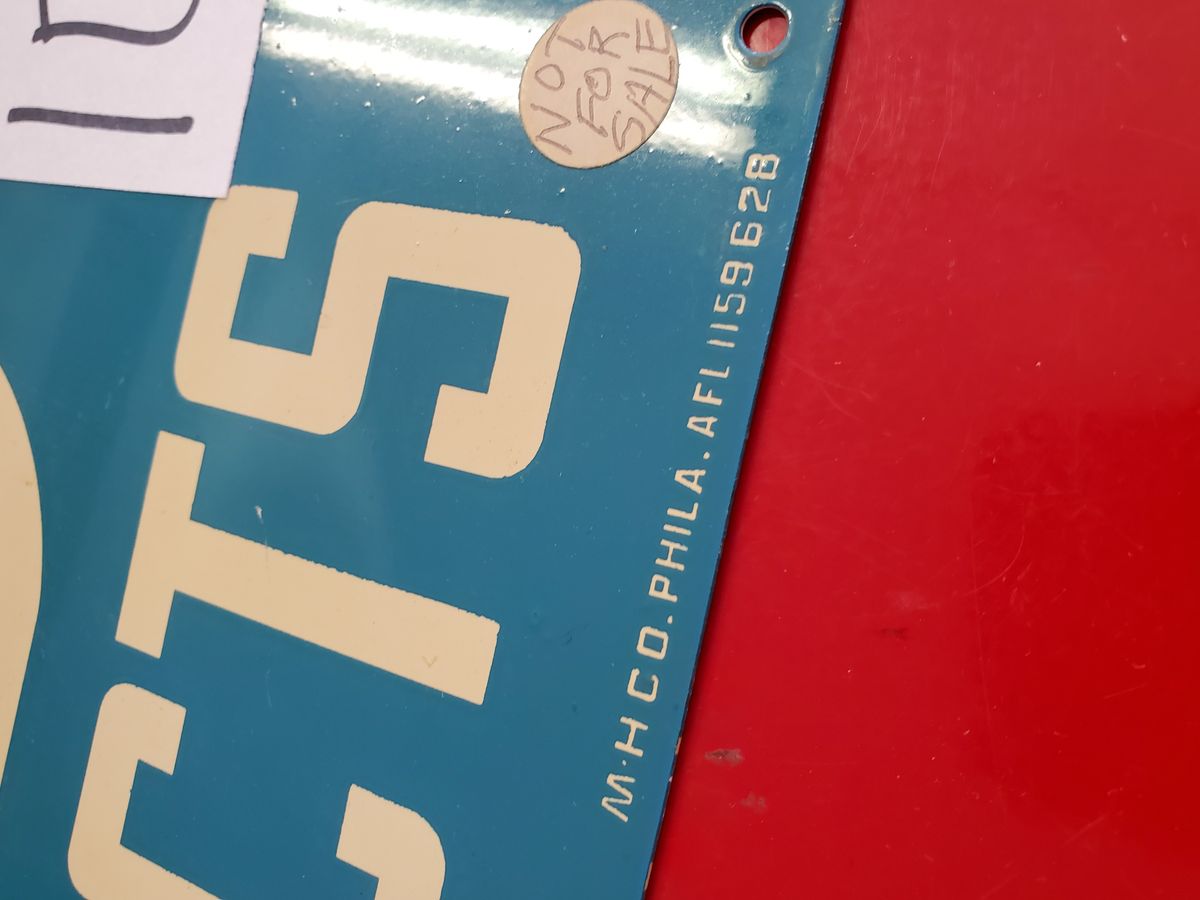 NOT
FOR
SALE
CTS
M·H CO. PHILA. AFL 1159628